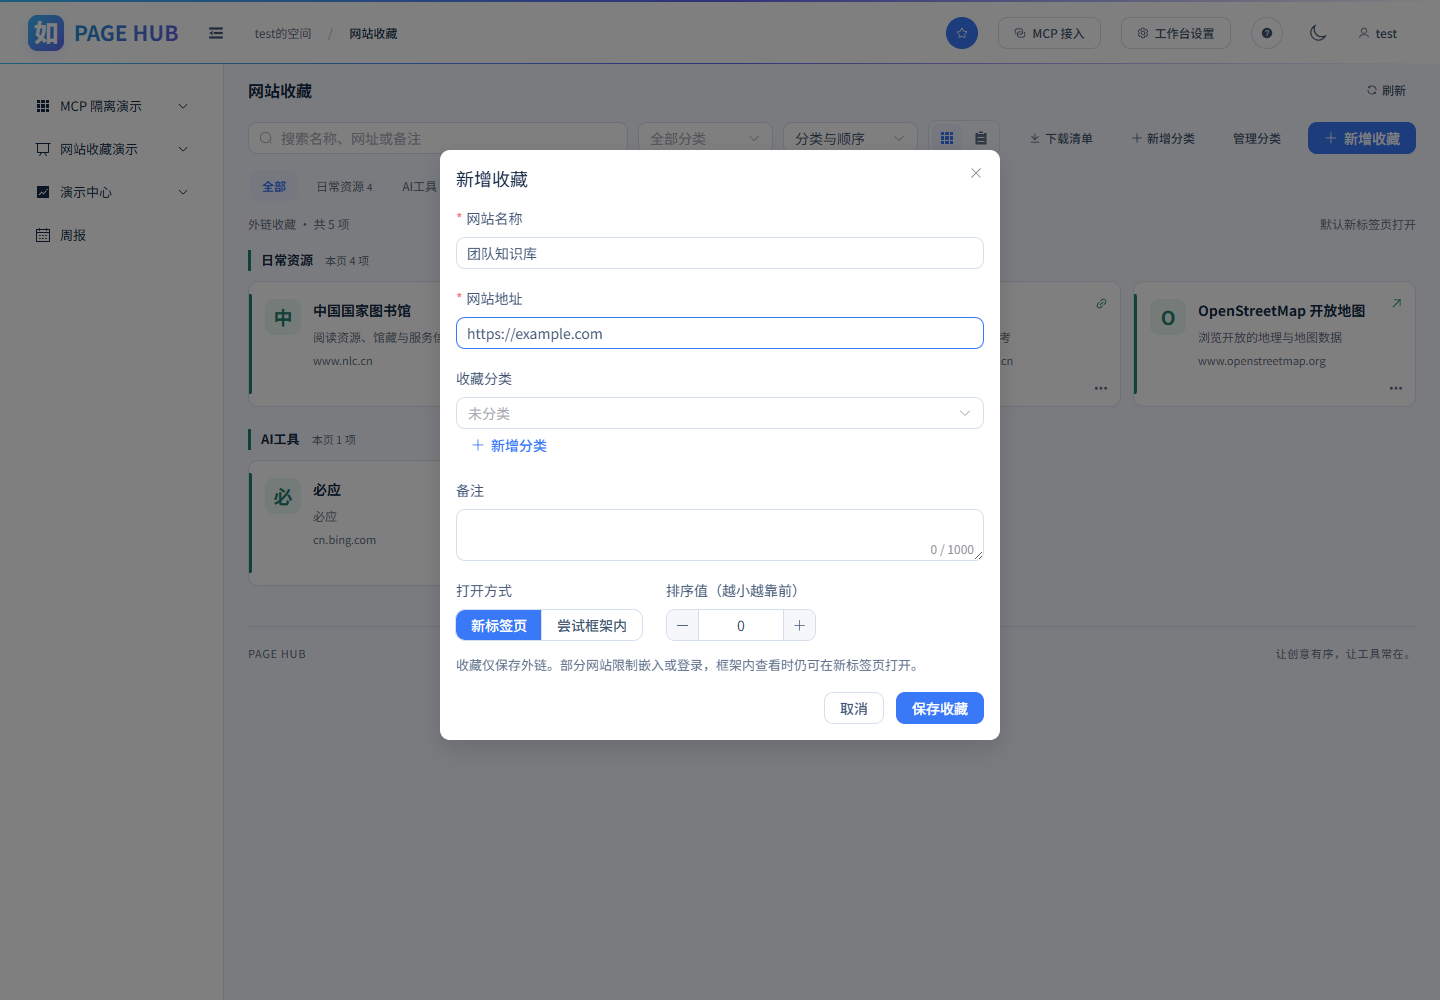 如 PAGE HUB
test的空间 / 网站收藏
MCP 接入
工作台设置
test
MCP 隔离演示
网站收藏演示
演示中心
周报
网站收藏
刷新
搜索名称、网址或备注
全部分类
分类与顺序
下载清单
新增分类
管理分类
新增收藏
全部
日常资源 4
AI工具
外链收藏 · 共 5 项
默认新标签页打开
日常资源 本页 4 项
中
中国国家图书馆
阅读资源、馆藏与服务信
www.nlc.cn
考
cn
O
OpenStreetMap 开放地图
浏览开放的地理与地图数据
www.openstreetmap.org
AI工具 本页 1 项
必
必应
必应
cn.bing.com
PAGE HUB
让创意有序，让工具常在。
新增收藏
* 网站名称
团队知识库
* 网站地址
https://example.com
收藏分类
未分类
新增分类
备注
0 / 1000
打开方式
新标签页 尝试框架内
排序值（越小越靠前）
0
收藏仅保存外链。部分网站限制嵌入或登录，框架内查看时仍可在新标签页打开。
取消
保存收藏